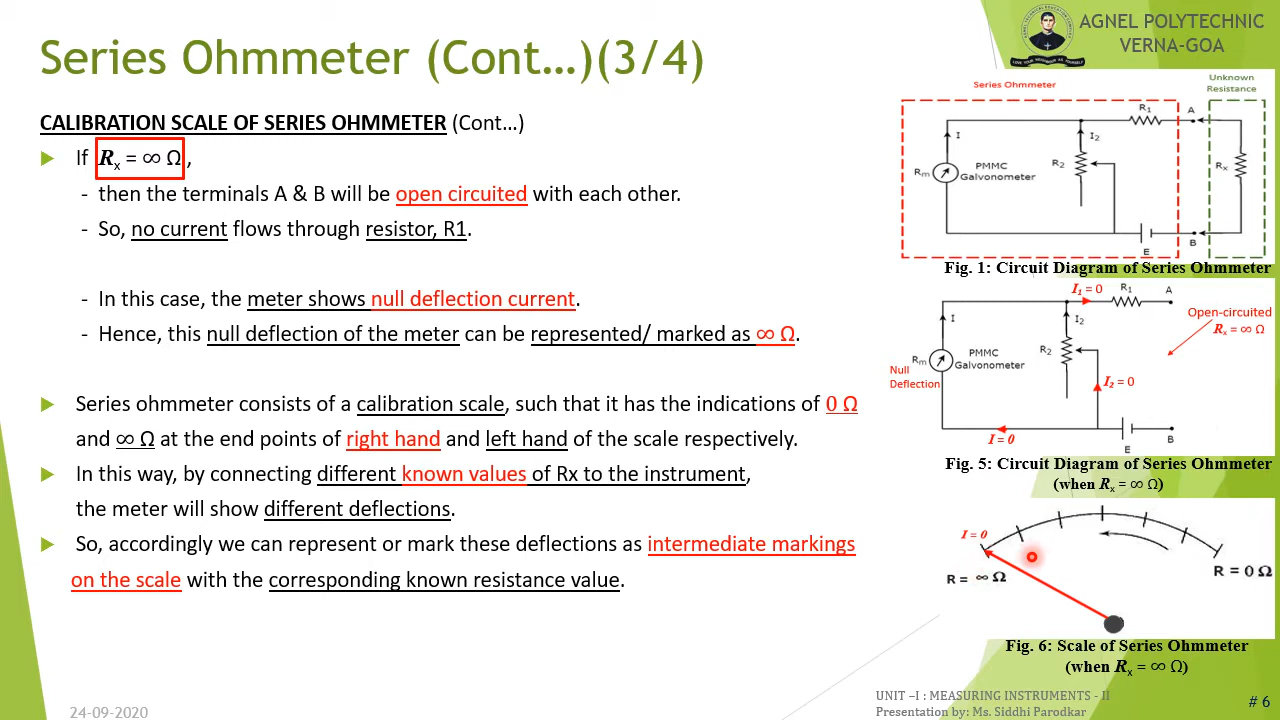 Series Ohmmeter (Cont…)(3/4)
AGNEL POLYTECHNIC
VERNA-GOA
CALIBRATION SCALE OF SERIES OHMMETER (Cont…)
If Rx = ∞ Ω ,
- then the terminals A & B will be open circuited with each other.
- So, no current flows through resistor, R1.
- In this case, the meter shows null deflection current.
- Hence, this null deflection of the meter can be represented/ marked as ∞ Ω.
Series ohmmeter consists of a calibration scale, such that it has the indications of 0 Ω
and ∞ Ω at the end points of right hand and left hand of the scale respectively.
In this way, by connecting different known values of Rx to the instrument,
the meter will show different deflections.
So, accordingly we can represent or mark these deflections as intermediate markings
on the scale with the corresponding known resistance value.
Series Ohmmeter
Unknown
Resistance
R1
A
I
I2
R2
PMMC
Galvonometer
Rm
Rx
E
B
Fig. 1: Circuit Diagram of Series Ohmmeter
I1 = 0
R1
A
I
I2
Open-circuited
Rx = ∞ Ω
R2
PMMC
Galvonometer
Rm
Null
Deflection
I2 = 0
I = 0
E
B
Fig. 5: Circuit Diagram of Series Ohmmeter
(when Rx = ∞ Ω)
I = 0
R = ∞ Ω
R = 0 Ω
Fig. 6: Scale of Series Ohmmeter
(when Rx = ∞ Ω)
24-09-2020
UNIT –I : MEASURING INSTRUMENTS - II
Presentation by: Ms. Siddhi Parodkar
# 6